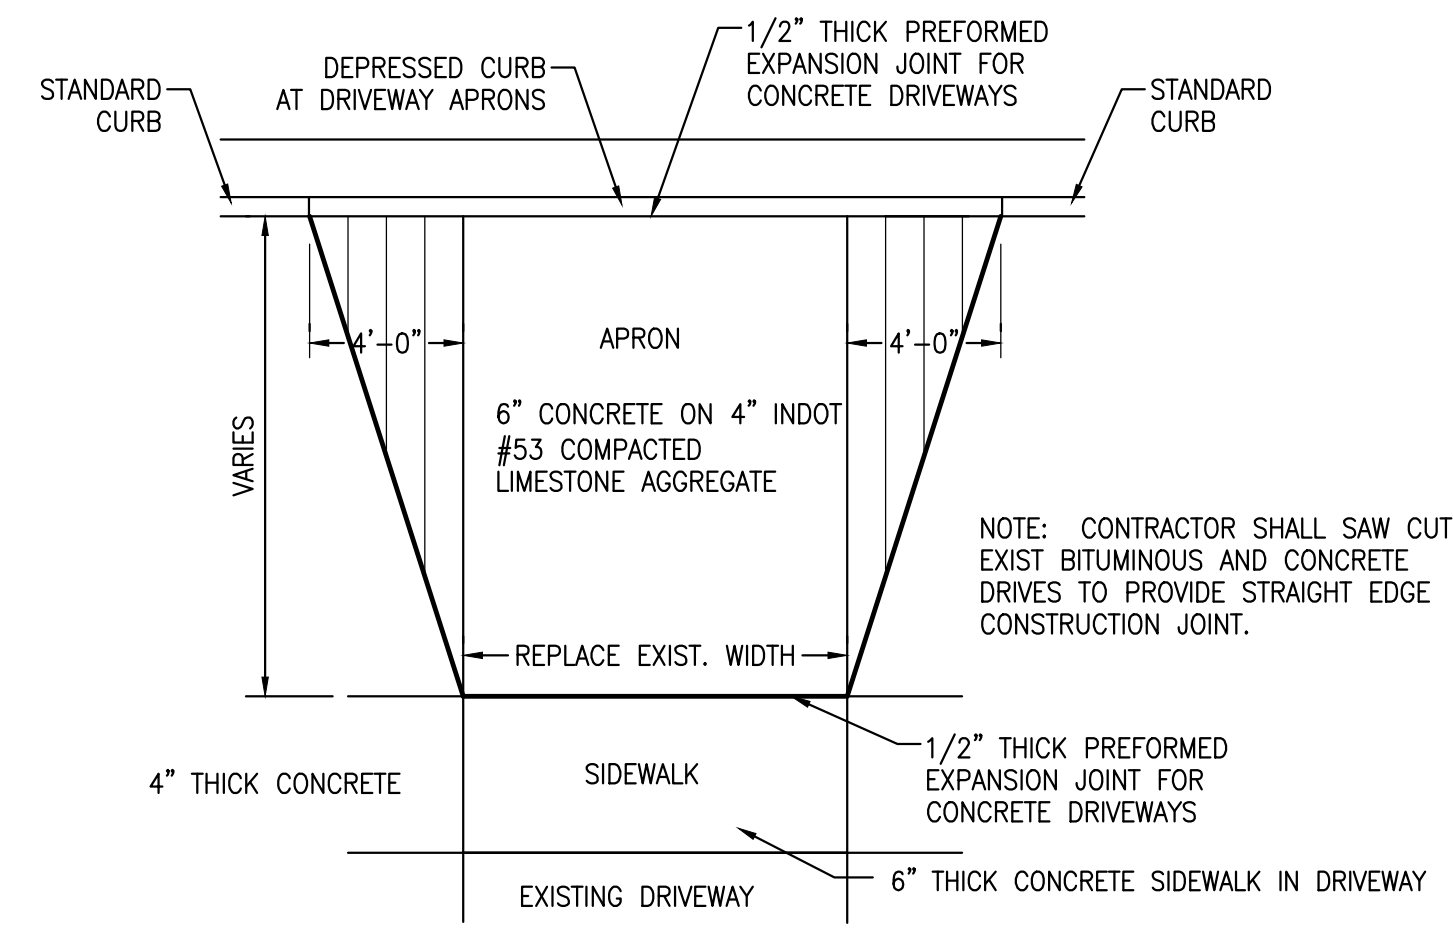 1/2” THICK PREFORMED
EXPANSION JOINT FOR
CONCRETE DRIVEWAYS
DEPRESSED CURB
AT DRIVEWAY APRONS
STANDARD
CURB
STANDARD
CURB
4'-0”
APRON
4'-0”
6” CONCRETE ON 4” INDOT
#53 COMPACTED
LIMESTONE AGGREGATE
VARIES
NOTE: CONTRACTOR SHALL SAW CUT
EXIST BITUMINOUS AND CONCRETE
DRIVES TO PROVIDE STRAIGHT EDGE
CONSTRUCTION JOINT.
REPLACE EXIST. WIDTH
1/2” THICK PREFORMED
EXPANSION JOINT FOR
CONCRETE DRIVEWAYS
4” THICK CONCRETE
SIDEWALK
6” THICK CONCRETE SIDEWALK IN DRIVEWAY
EXISTING DRIVEWAY